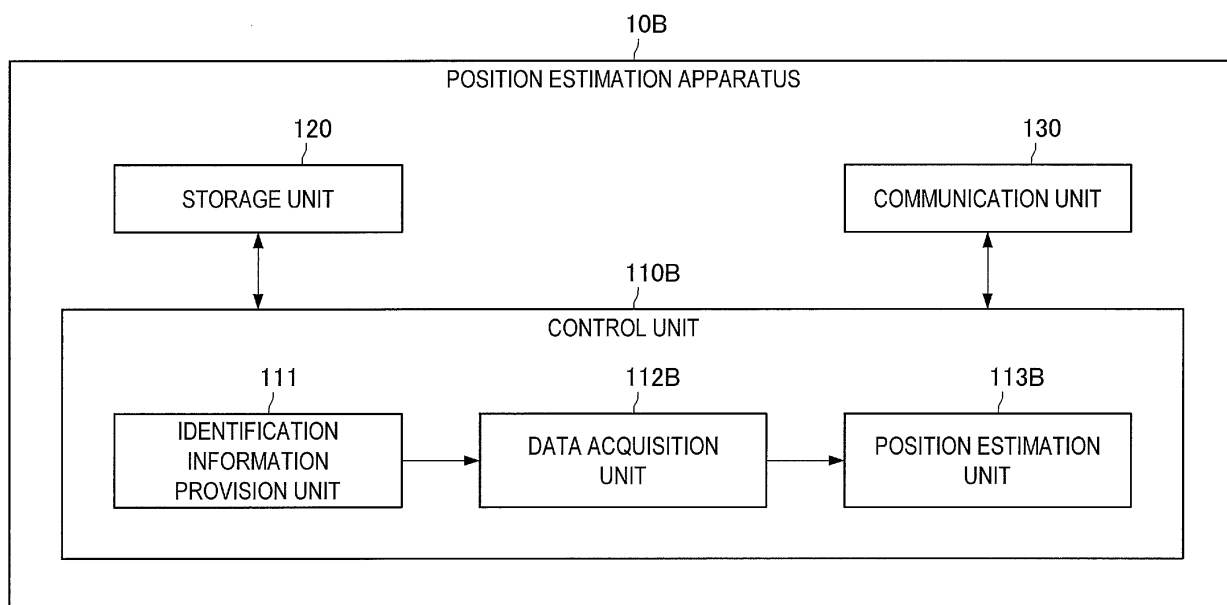 10B
POSITION ESTIMATION APPARATUS
120
130
STORAGE UNIT
COMMUNICATION UNIT
110B
CONTROL UNIT
111
112B
113B
IDENTIFICATION
INFORMATION
PROVISION UNIT
DATA ACQUISITION
UNIT
POSITION ESTIMATION
UNIT